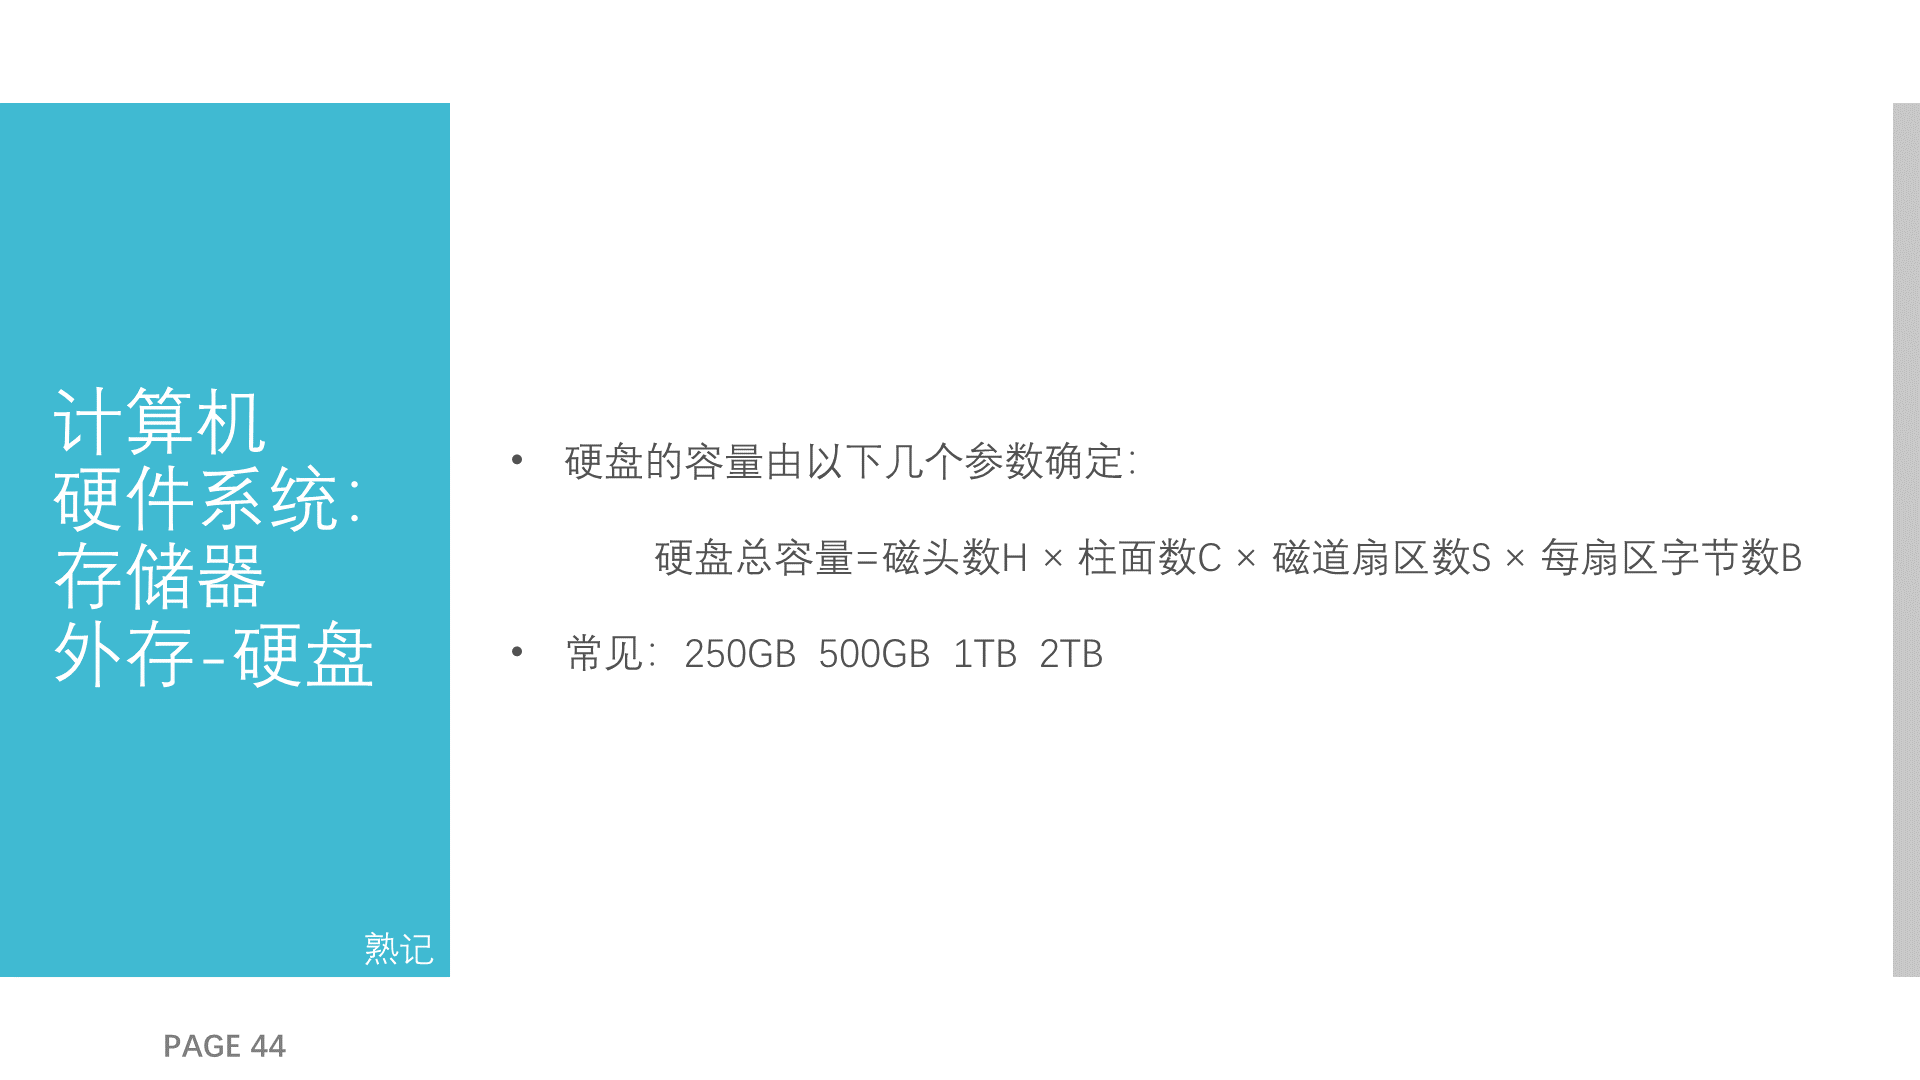 计算机
硬件系统：
存储器
外存-硬盘
熟记
• 硬盘的容量由以下几个参数确定：
硬盘总容量=磁头数H × 柱面数C × 磁道扇区数S × 每扇区字节数B
• 常见： 250GB 500GB 1TB 2TB
PAGE 44